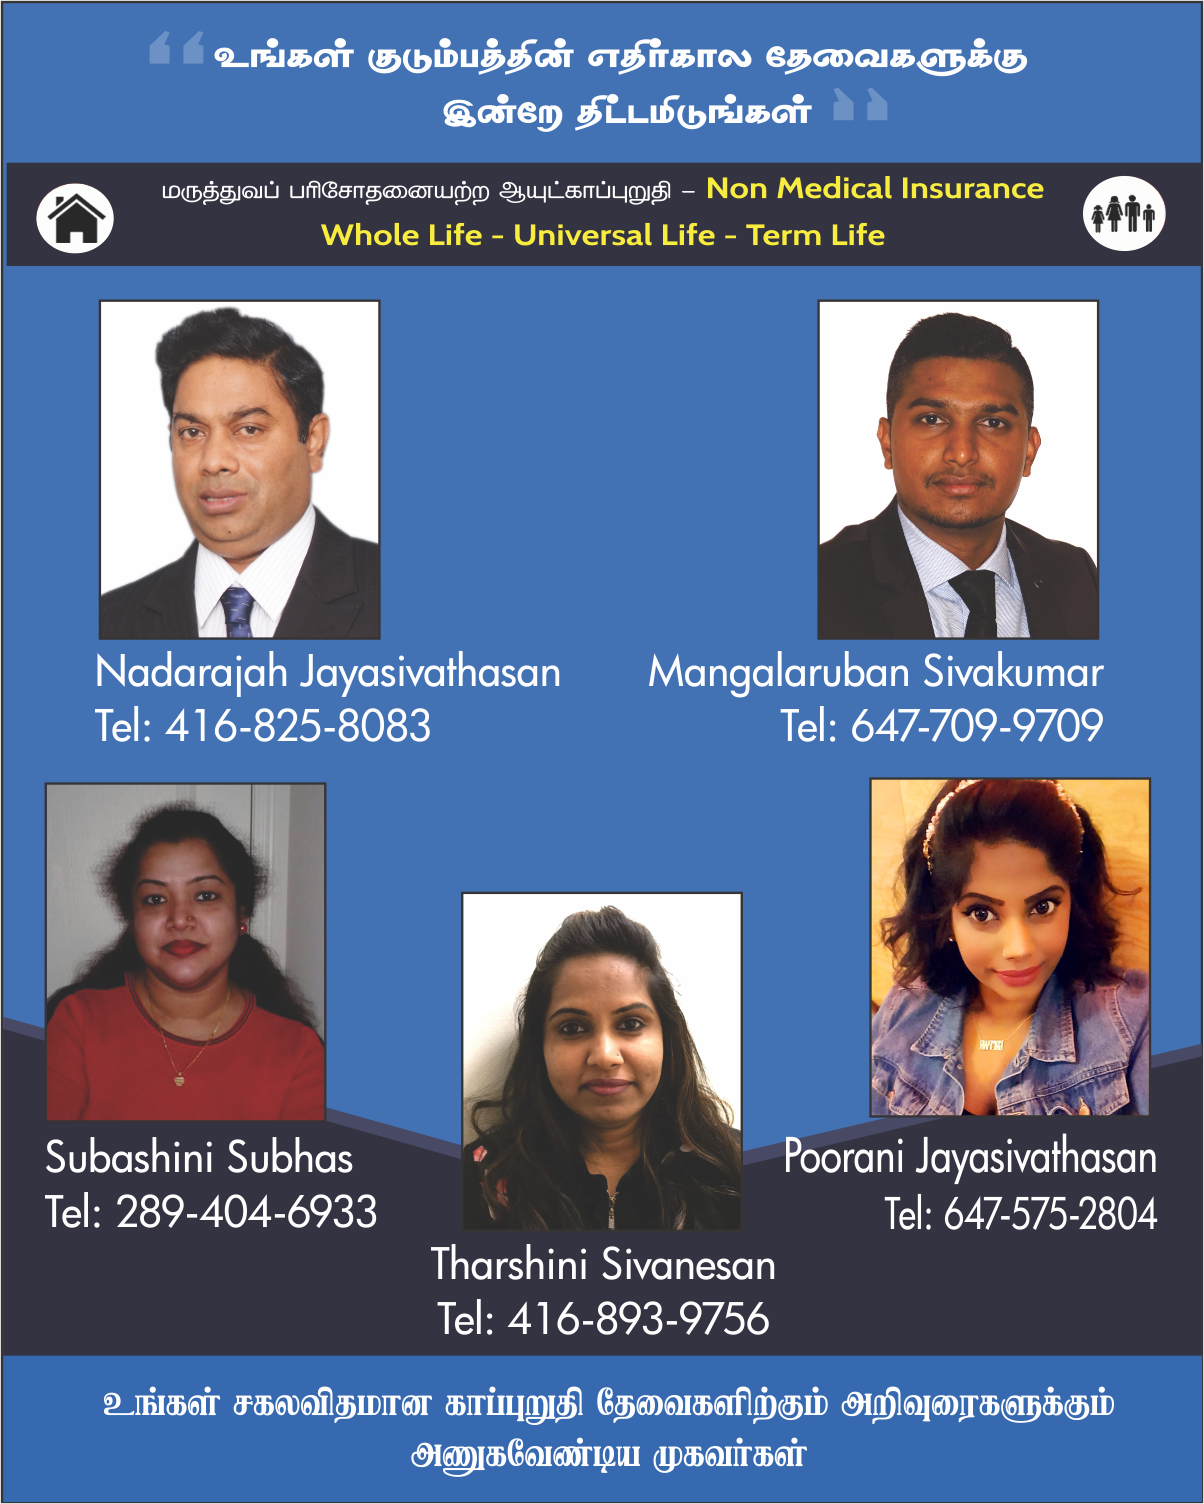 “ உங்கள் குடும்பத்தின் எதிர்கால தேவைகளுக்கு
இன்றே திட்டமிடுங்கள் ”
மருத்துவப் பரிசோதனையற்ற ஆயுட்காப்புறுதி – Non Medical Insurance
Whole Life - Universal Life - Term Life
Nadarajah Jayasivathasan
Tel: 416-825-8083
Mangalaruban Sivakumar
Tel: 647-709-9709
Subashini Subhas
Tel: 289-404-6933
Tharshini Sivanesan
Tel: 416-893-9756
Poorani Jayasivathasan
Tel: 647-575-2804
உங்கள் சகலவிதமான காப்புறுதி தேவைகளிற்கும் அறிவுரைகளுக்கும்
அணுகவேண்டிய முகவர்கள்